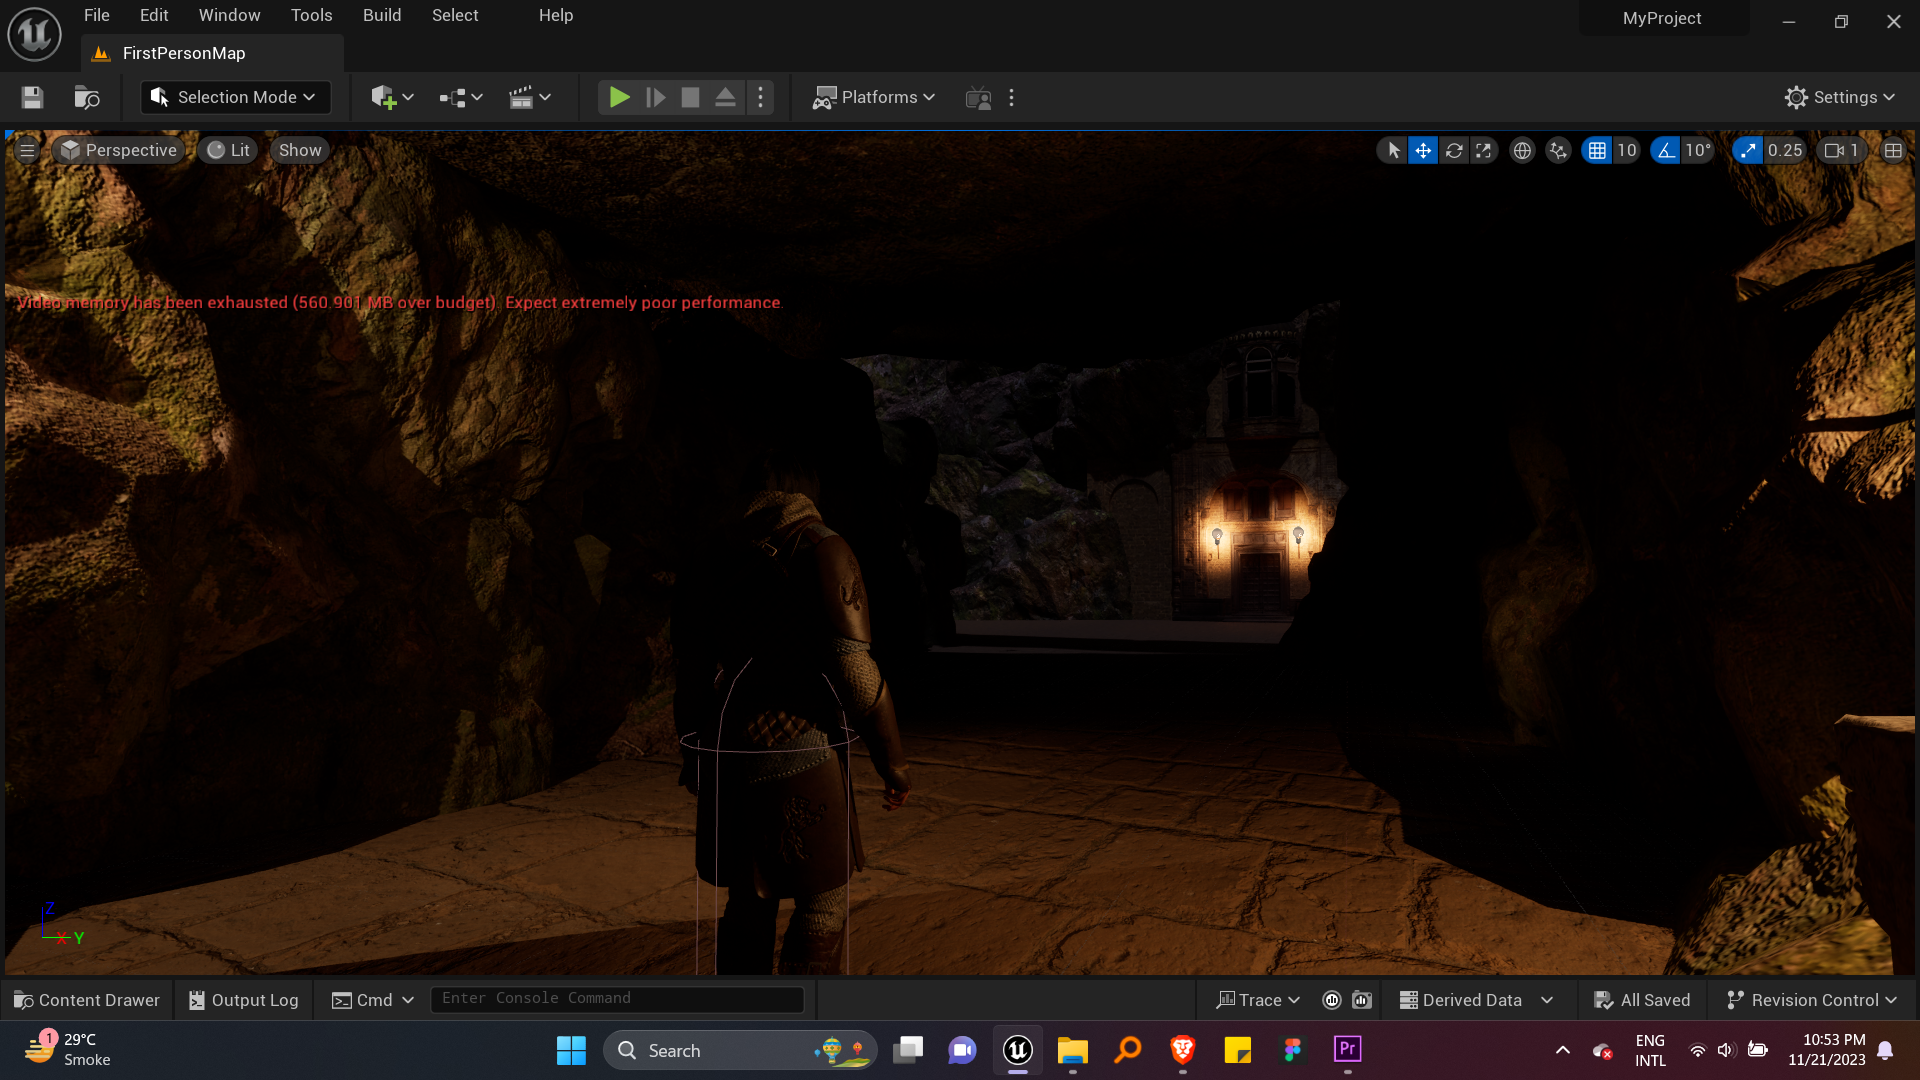 File Edit Window Tools Build Select Help
MyProject
FirstPersonMap
Selection Mode
Platforms
Settings
Perspective Lit Show
10 10° 0.25 1
Video memory has been exhausted (560.901 MB over budget). Expect extremely poor performance.
Z
X Y
Content Drawer Output Log Cmd Enter Console Command Trace Derived Data All Saved Revision Control
1 29°C
Smoke
Search
Pr
ENG
INTL
10:53 PM
11/21/2023